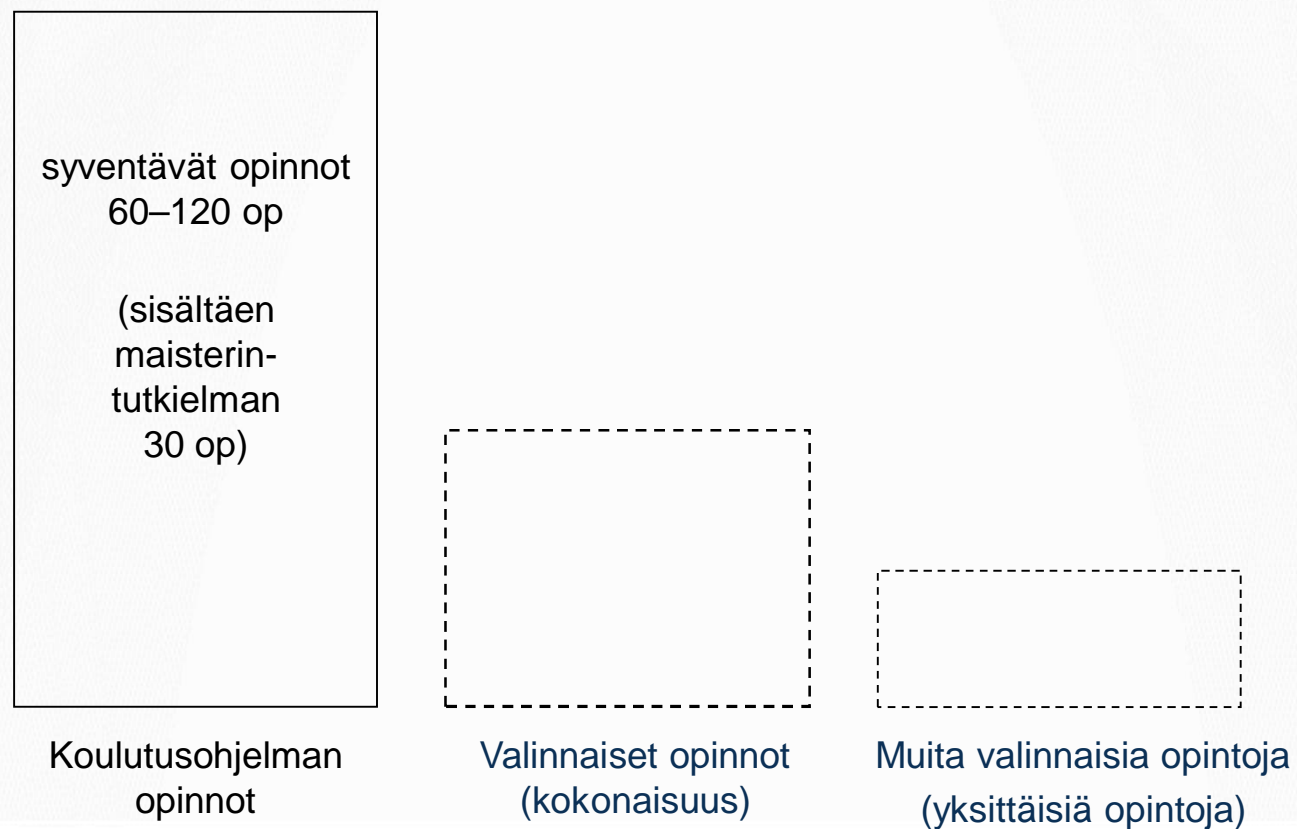 syventävät opinnot
60–120 op
(sisältäen
maisterin-
tutkielman
30 op)
Koulutusohjelman
opinnot
Valinnaiset opinnot
(kokonaisuus)
Muita valinnaisia opintoja
(yksittäisiä opintoja)